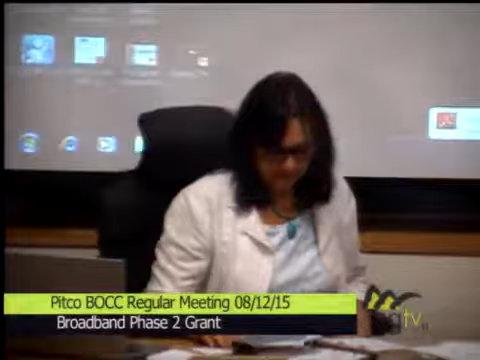 Pitco BOCC Regular Meeting 08/12/15
Broadband Phase 2 Grant
tv